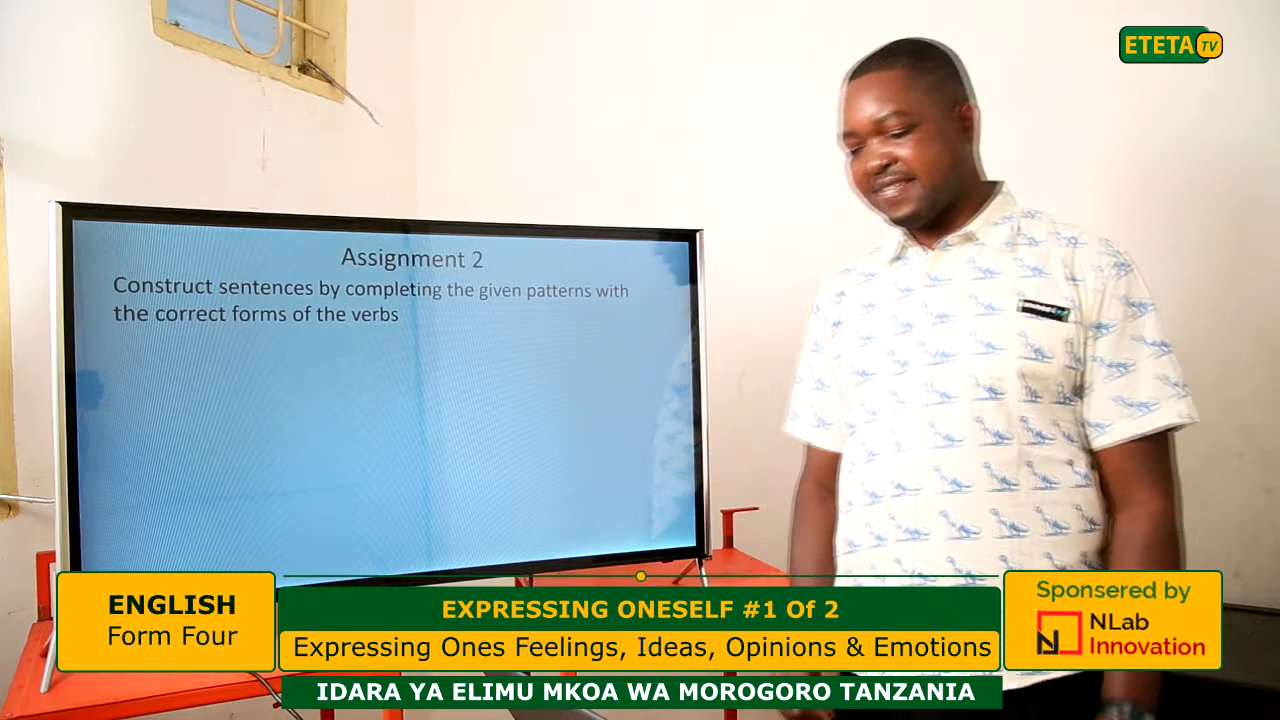 ETETA TV
Assignment 2
Construct sentences by completing the given patterns with
the correct forms of the verbs
ENGLISH
Form Four
EXPRESSING ONESELF #1 Of 2
Expressing Ones Feelings, Ideas, Opinions & Emotions
Sponsered by
N
NLab
Innovation
IDARA YA ELIMU MKOA WA MOROGORO TANZANIA